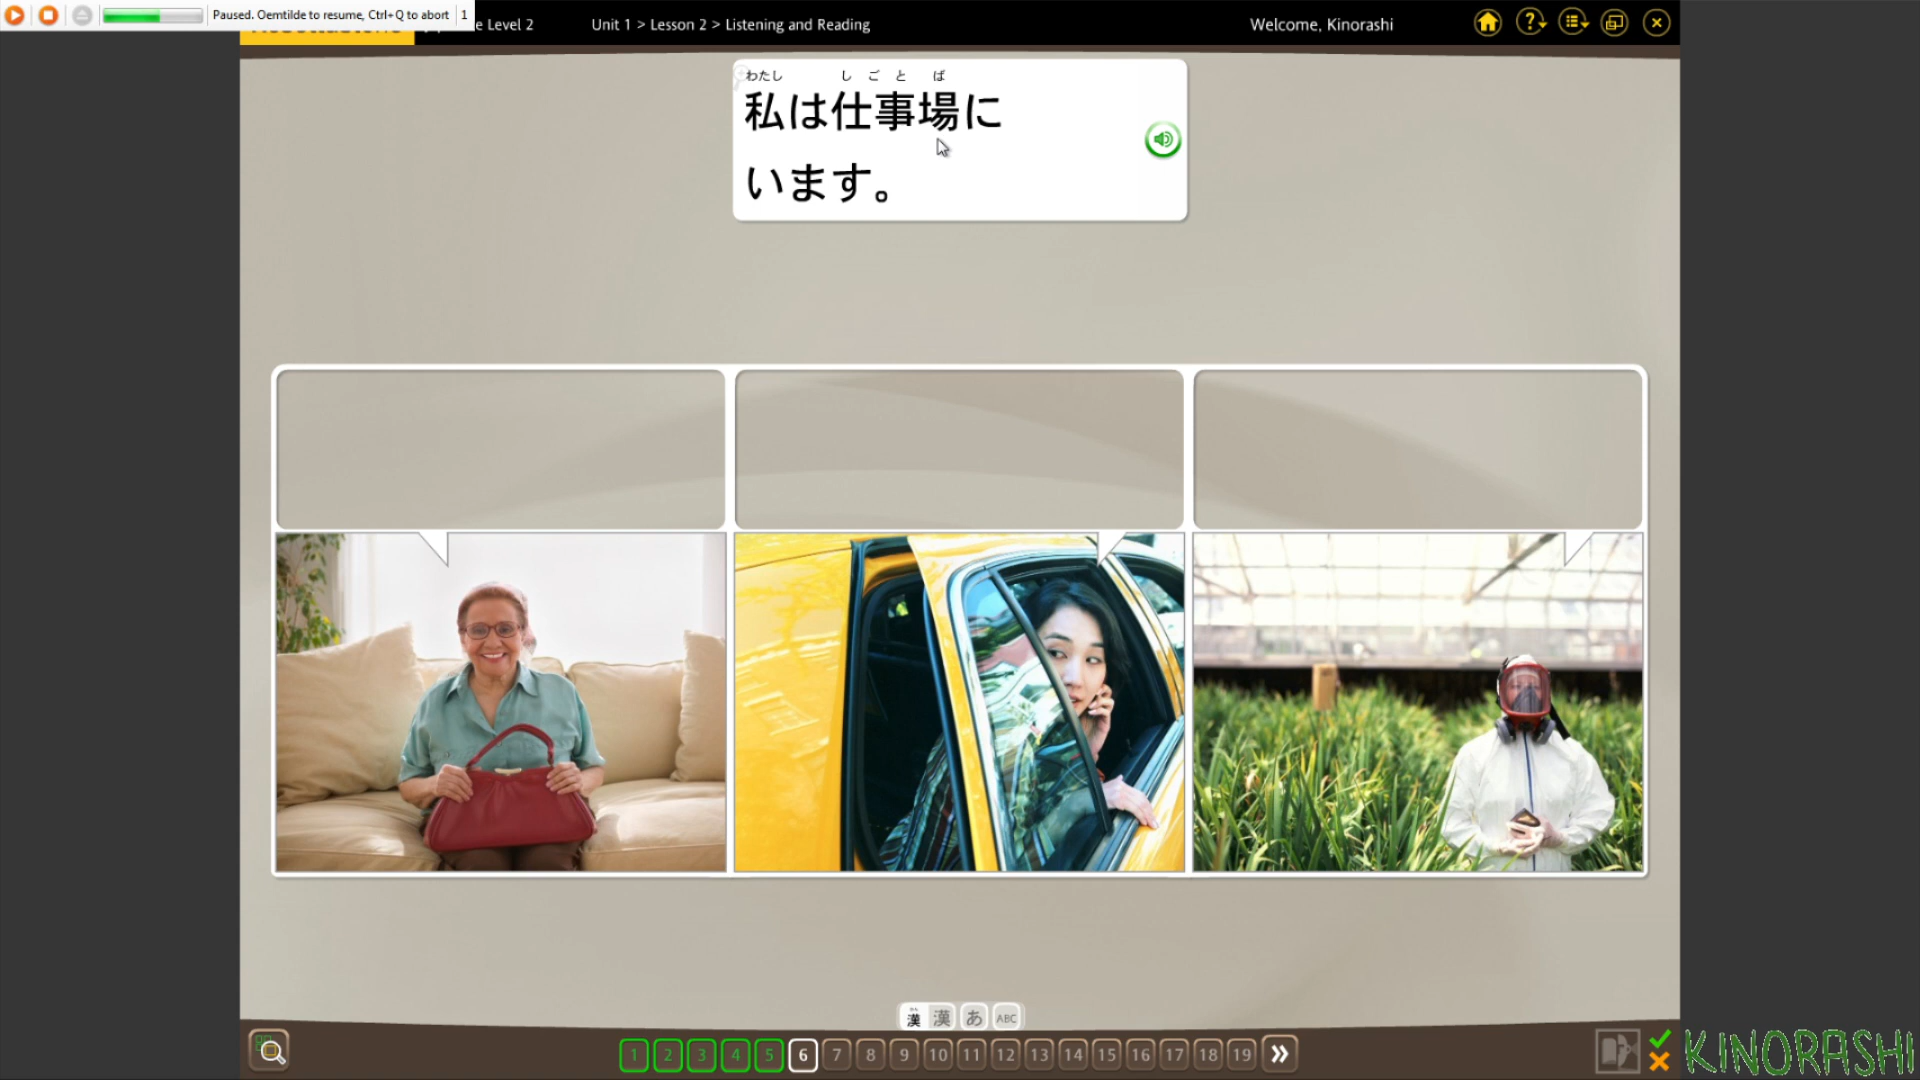 Paused. Oemtilde to resume, Ctrl+Q to abort
1
e Level 2
Unit 1 > Lesson 2 > Listening and Reading
Welcome, Kinorashi
わたし しごとば
私は仕事場に
います。
漢 漢 あ ABC
1 2 3 4 5 6 7 8 9 10 11 12 13 14 15 16 17 18 19
KINORASHI